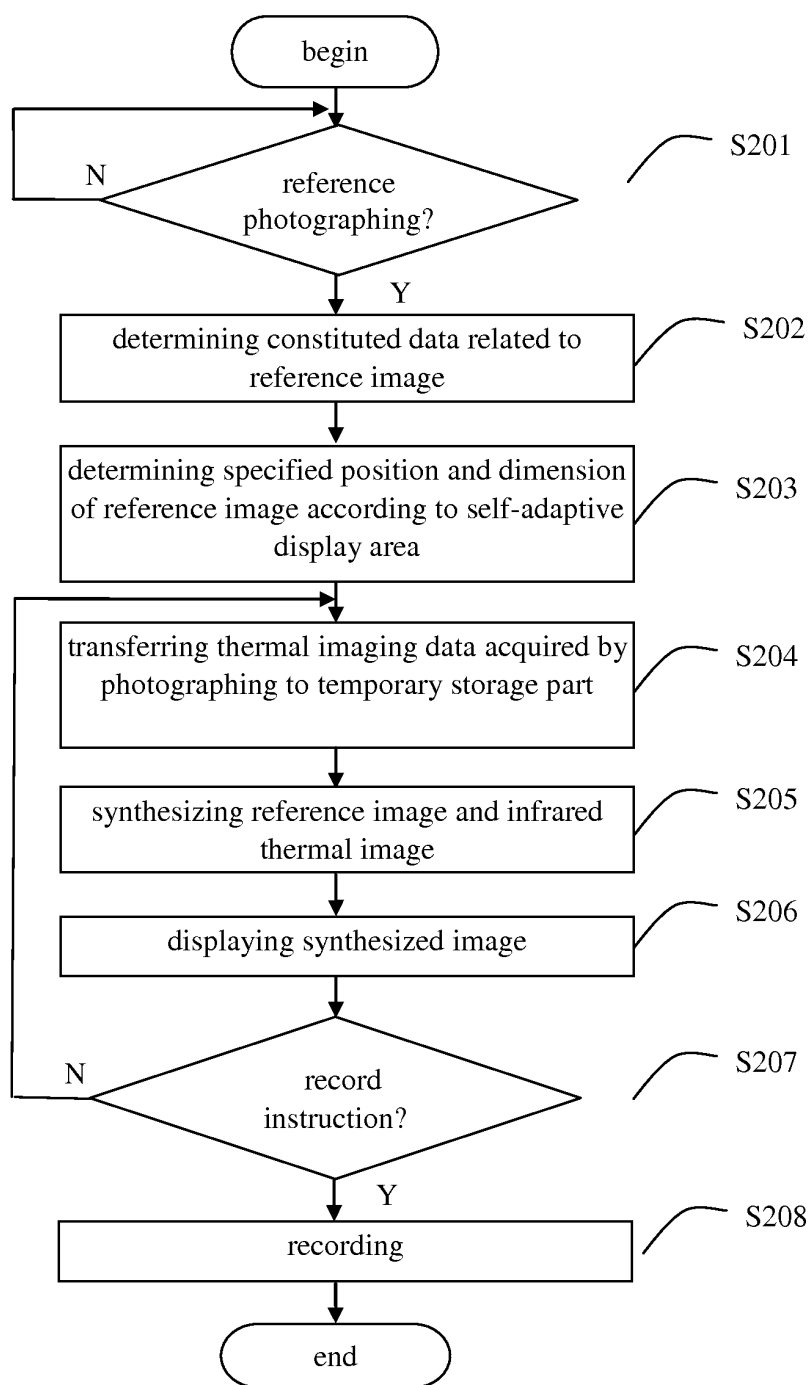 begin
S201
N
reference
photographing?
Y
S202
determining constituted data related to
reference image
S203
determining specified position and dimension
of reference image according to self-adaptive
display area
S204
transferring thermal imaging data acquired by
photographing to temporary storage part
S205
synthesizing reference image and infrared
thermal image
S206
displaying synthesized image
S207
N
record
instruction?
Y
S208
recording
end